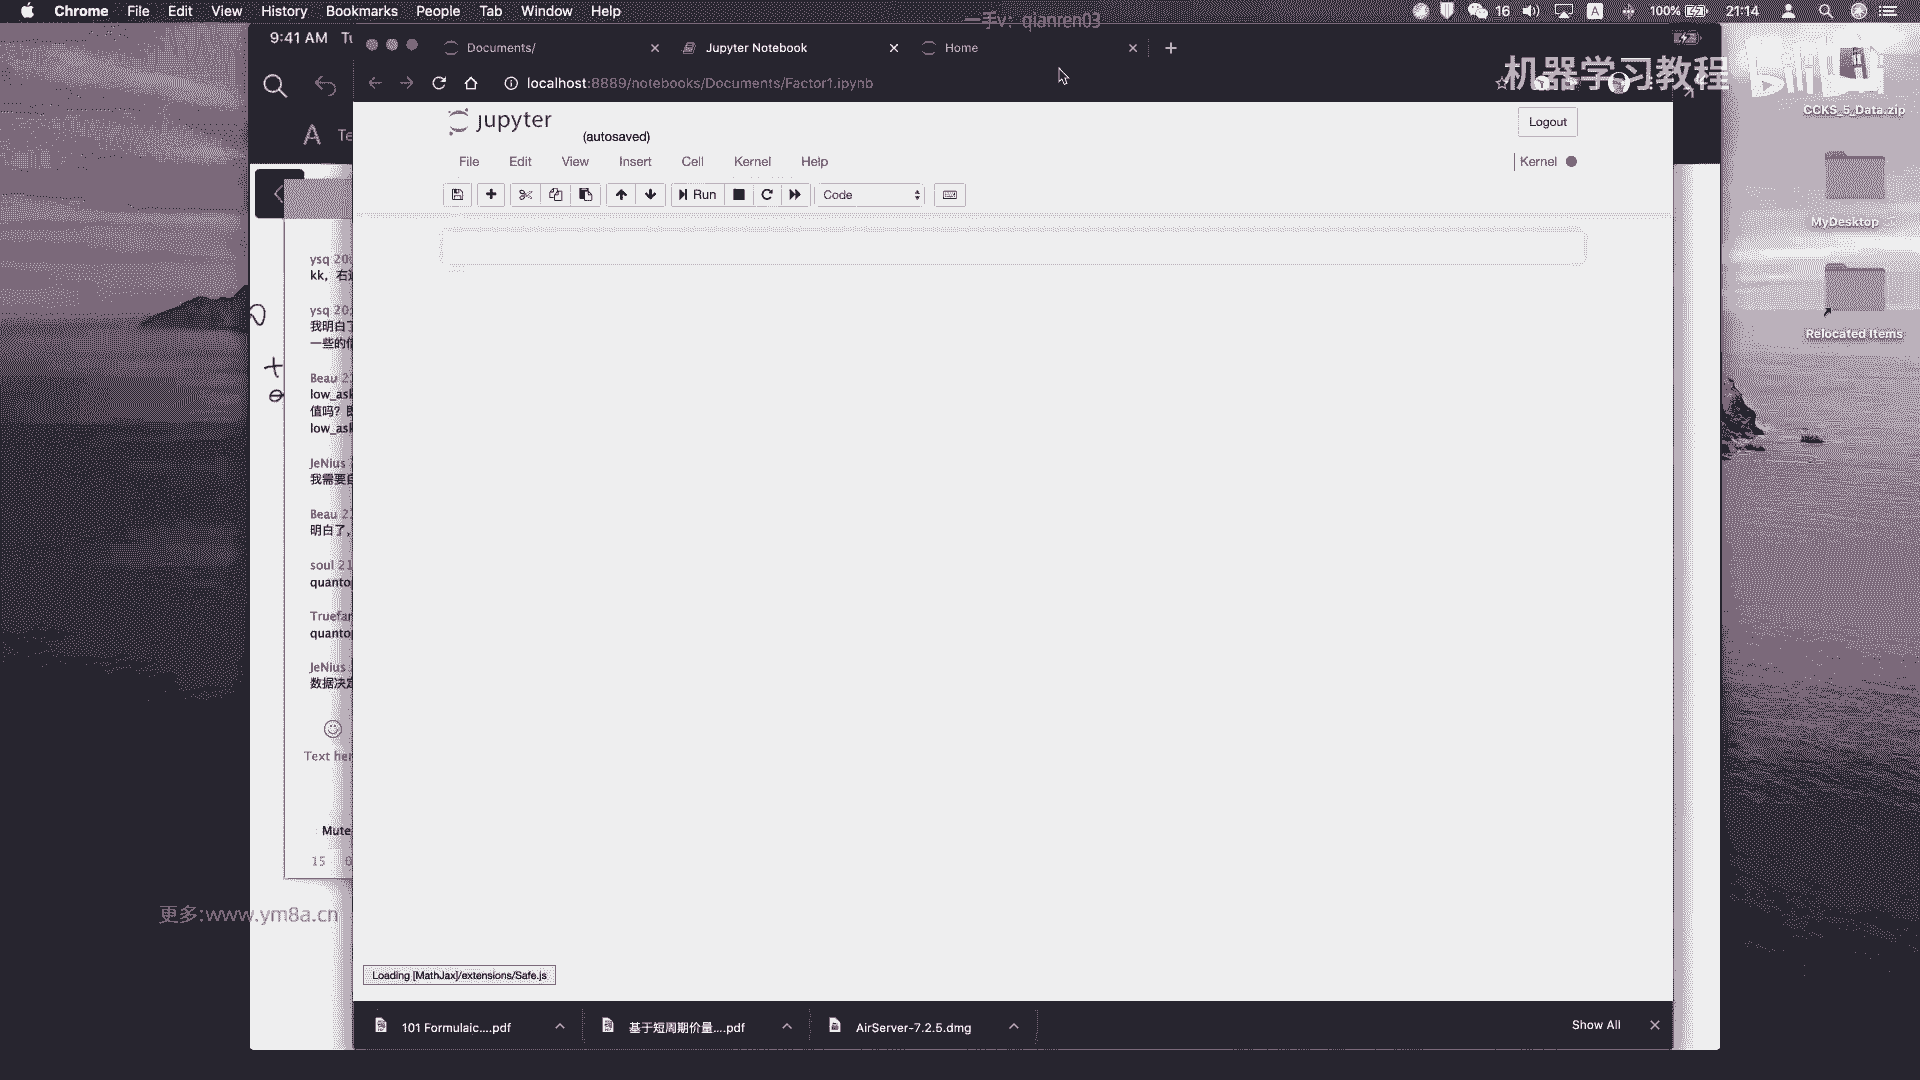 Chrome File Edit View History Bookmarks People Tab Window Help
16 100% 21:14
一手v：qianren03
9:41 AM
Documents/
Jupyter Notebook
Home
机器学习教程
bilibili
localhost:8889/notebooks/Documents/Factor1.ipynb
CCKS_5_Data.zip
jupyter
(autosaved)
Logout
File Edit View Insert Cell Kernel Help
Kernel
Run
Code
MyDesktop
Relocated Items
ysq 20:
kk，右
ysq 20:
我明白了
一些的
Beau 2
low_ask
值吗？
low_ask
JeNius
我需要
Beau 2
明白了，
soul 21
quantop
Truefan
quantop
JeNius
数据决定
Text her
Mute
15 0
更多:www.ym8a.cn
Loading [MathJax]/extensions/Safe.js
101 Formulaic....pdf
基于短周期价量....pdf
AirServer-7.2.5.dmg
Show All